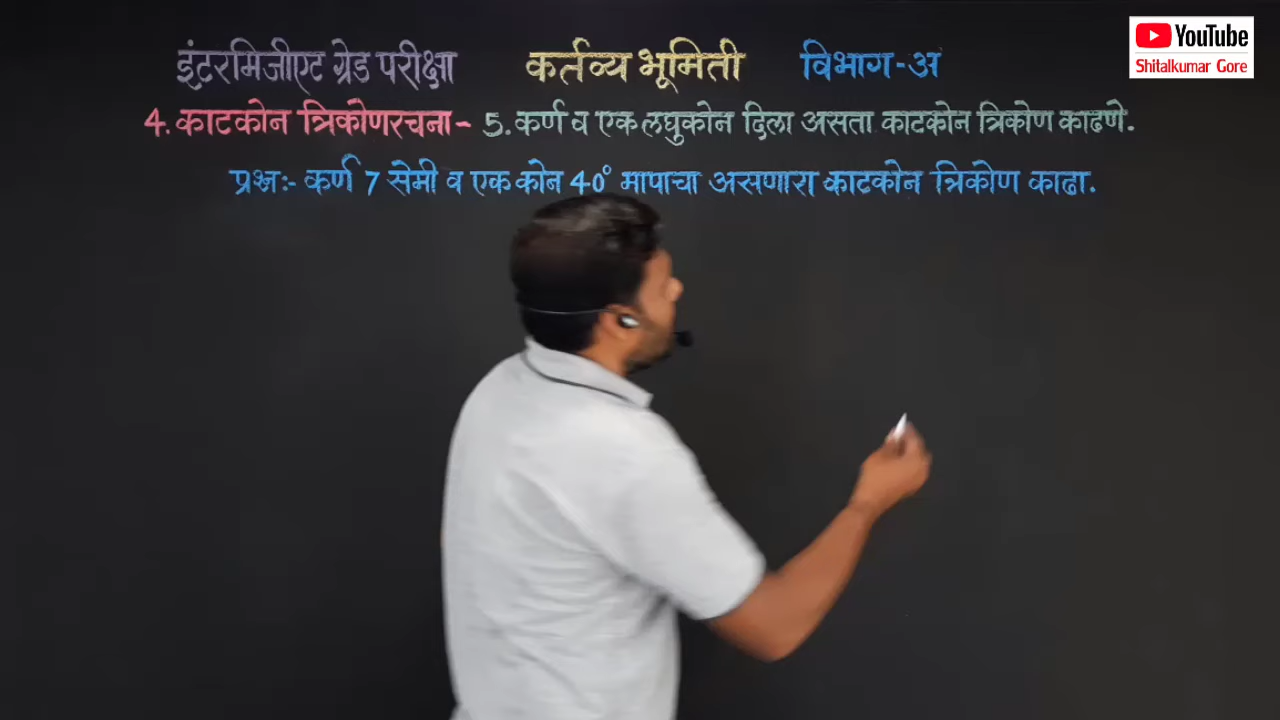 इंटरमिजीएट ग्रेड परीक्षा कर्तव्य भूमिती विभाग-अ
4. काटकोन त्रिकोणरचना - 5. कर्ण व एक लघुकोन दिला असता काटकोन त्रिकोण काढणे.
प्रश्न:- कर्ण 7 सेमी व एक कोन 40° मापाचा असणारा काटकोन त्रिकोण काढा.
YouTube
Shitalkumar Gore